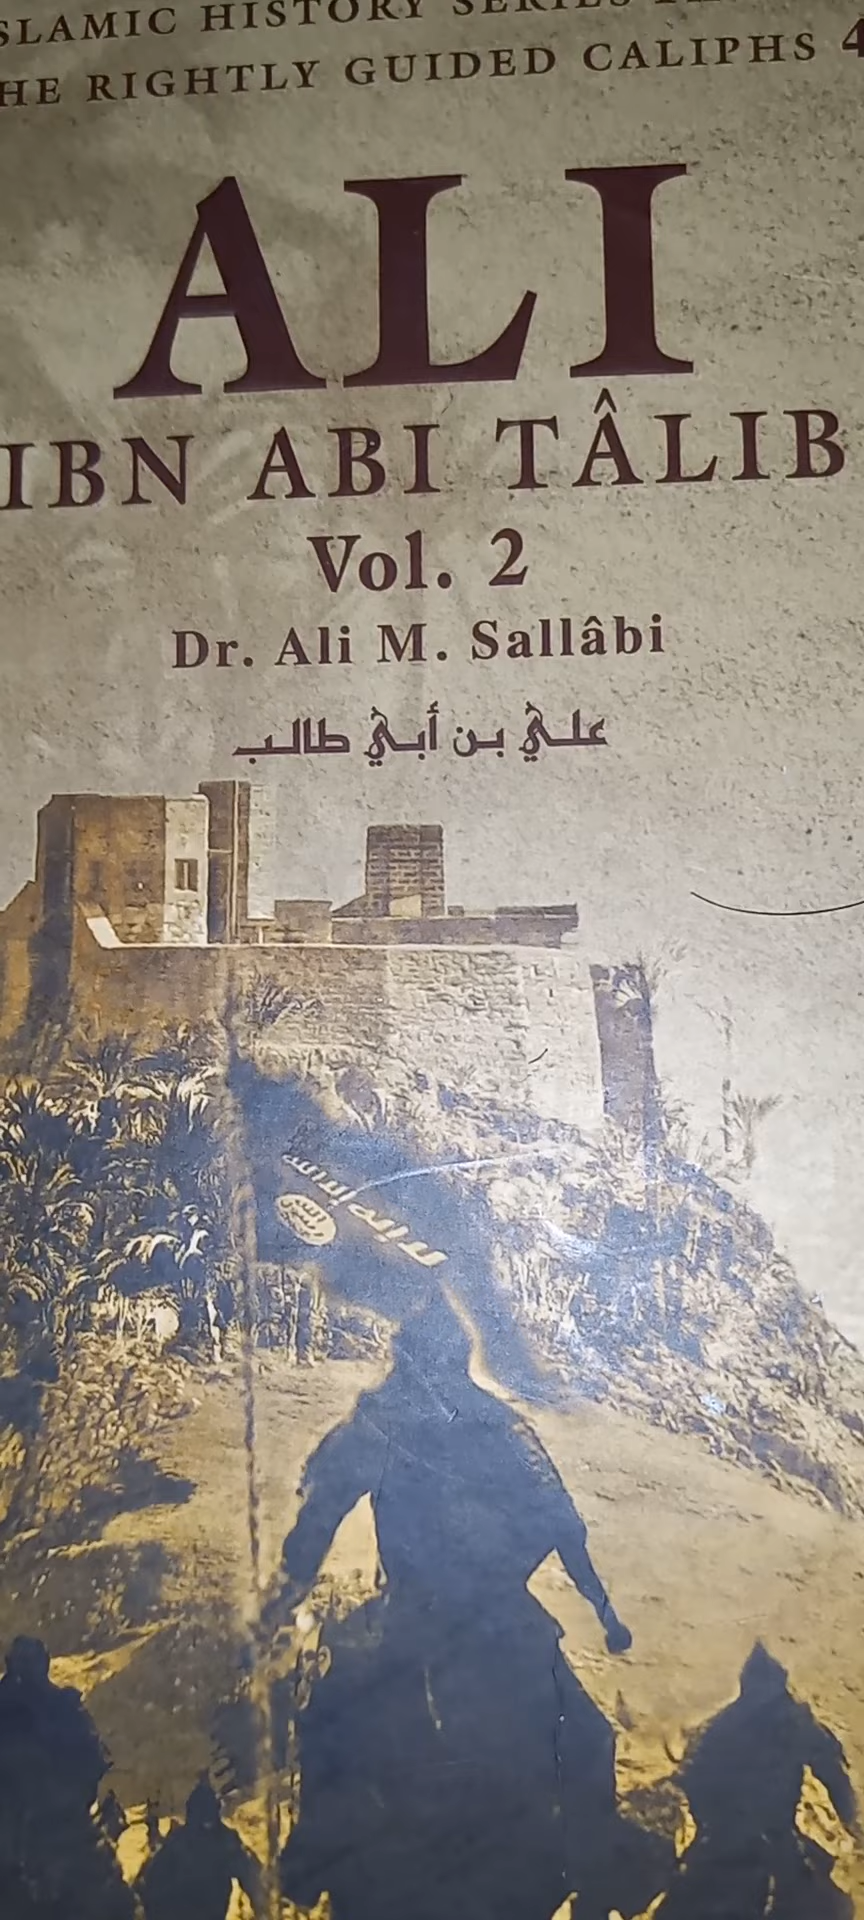 SLAMIC HISTORY SERIES
HE RIGHTLY GUIDED CALIPHS 4
ALI
IBN ABI TÂLIB
Vol. 2
Dr. Ali M. Sallâbi
علي بن أبي طالب